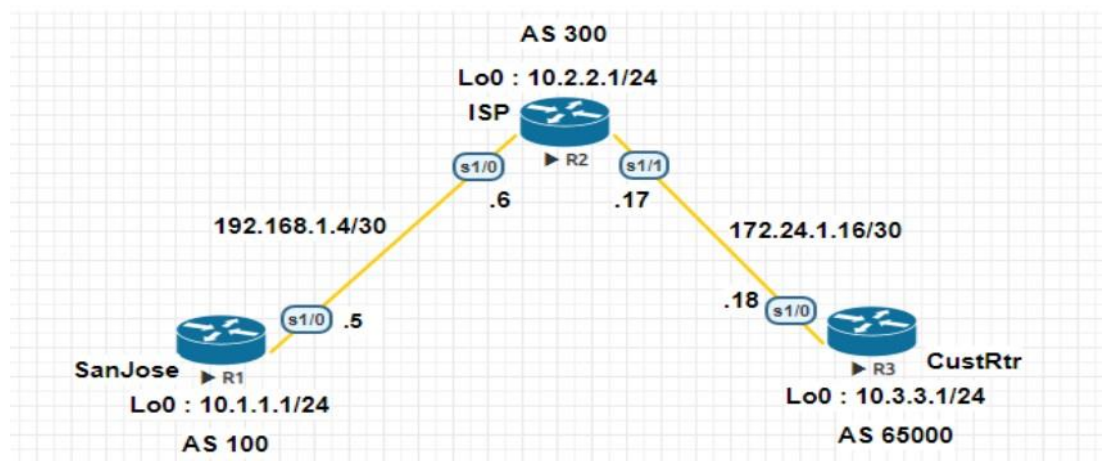 AS 300
Lo0 : 10.2.2.1/24
ISP
R2
s1/0
s1/1
.6
.17
192.168.1.4/30
172.24.1.16/30
s1/0
.5
.18
s1/0
SanJose
R1
R3
CustRtr
Lo0 : 10.1.1.1/24
Lo0 : 10.3.3.1/24
AS 100
AS 65000